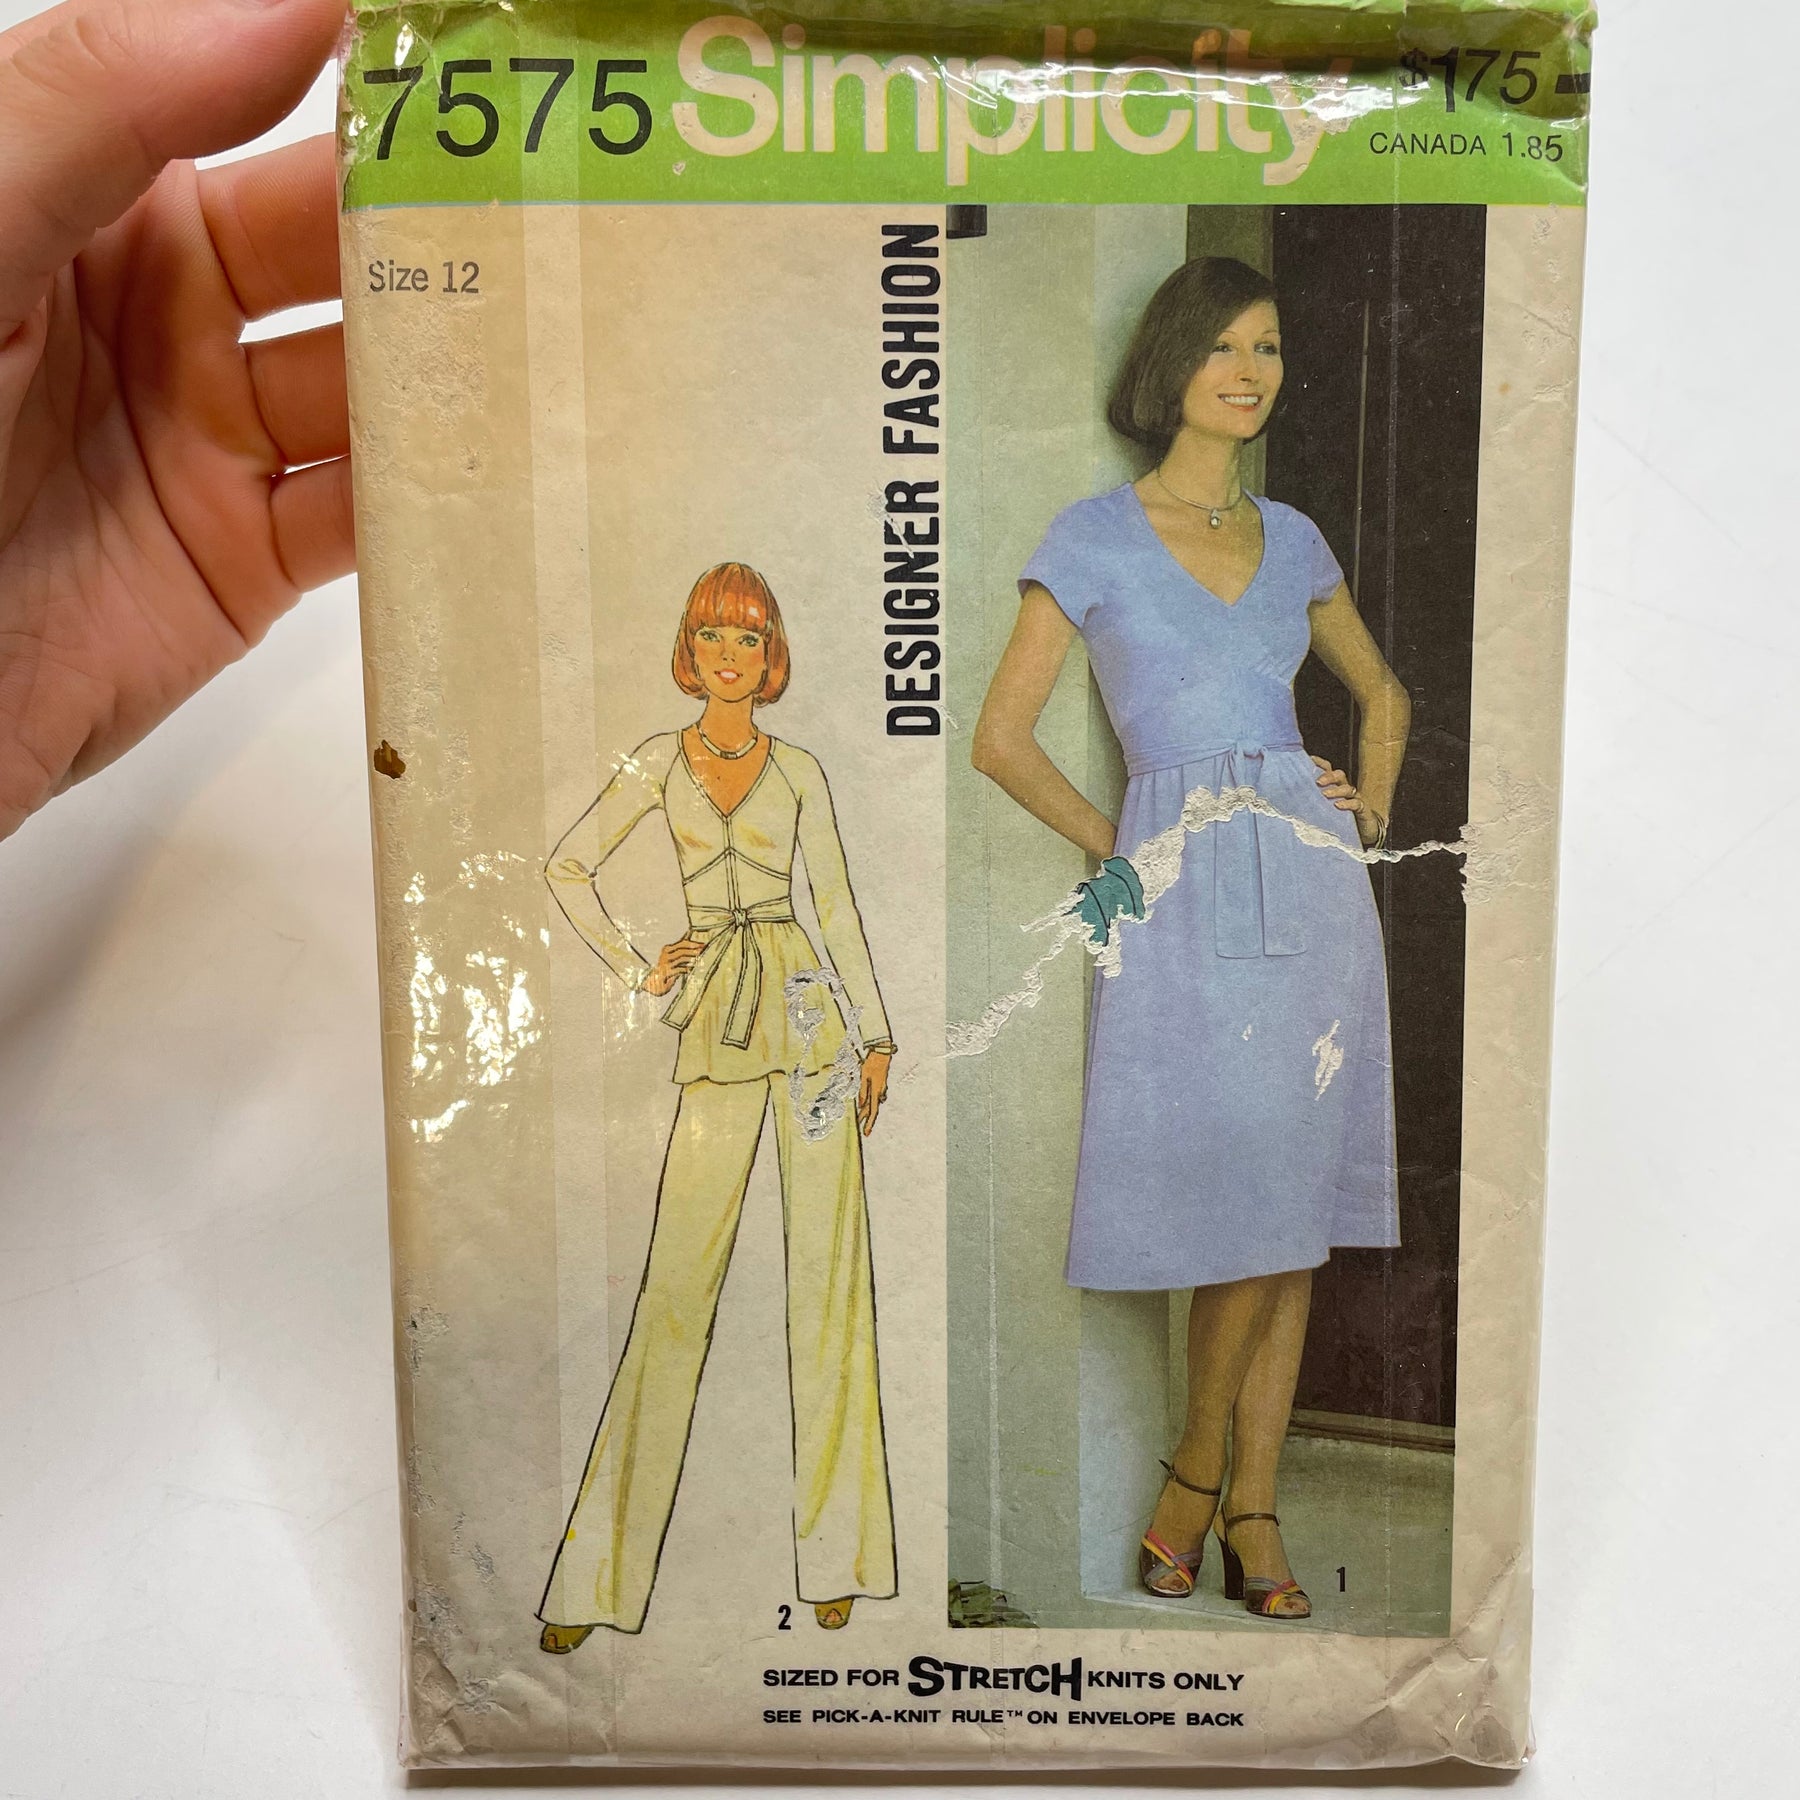 7575 Simplicity $1.75
CANADA 1.85
Size 12
DESIGNER FASHION
2
1
SIZED FOR STRETCH KNITS ONLY
SEE PICK-A-KNIT RULE™ ON ENVELOPE BACK